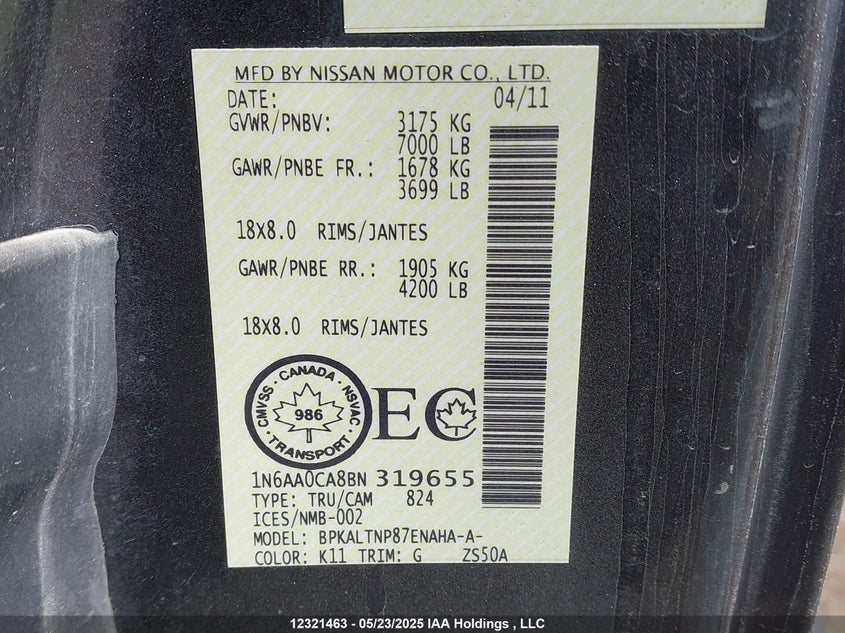 MFD BY NISSAN MOTOR CO., LTD.
DATE: 04/11
GVWR/PNBV: 3175 KG
7000 LB
GAWR/PNBE FR.: 1678 KG
3699 LB
18X8.0 RIMS/JANTES
GAWR/PNBE RR.: 1905 KG
4200 LB
18X8.0 RIMS/JANTES
CMVSS · CANADA · NSVAC · TRANSPORT ·
986
EC
1N6AA0CA8BN 319655
TYPE: TRU/CAM 824
ICES/NMB-002
MODEL: BPKALTNP87ENAHA-A-
COLOR: K11 TRIM: G ZS50A
12321463 - 05/23/2025 IAA Holdings , LLC